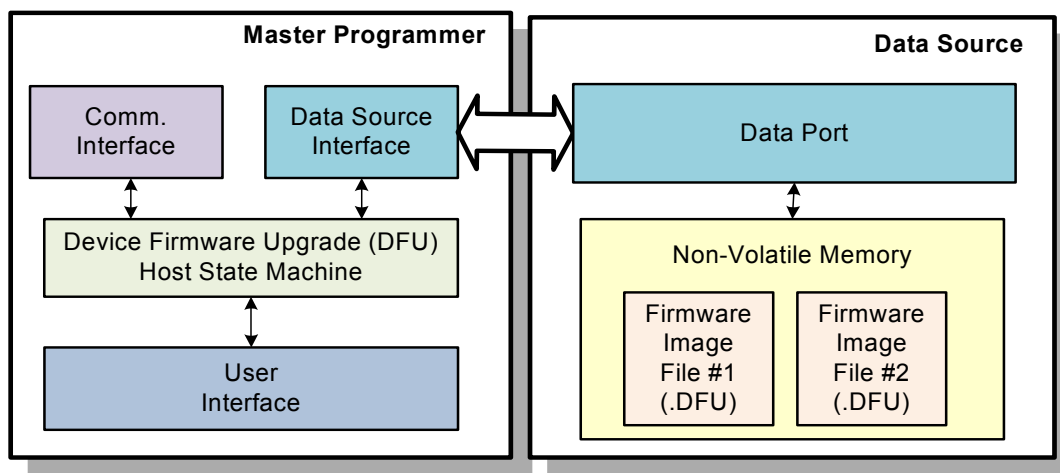 Master Programmer
Comm.
Interface
Data Source
Interface
Device Firmware Upgrade (DFU)
Host State Machine
User
Interface
Data Source
Data Port
Non-Volatile Memory
Firmware
Image
File #1
(.DFU)
Firmware
Image
File #2
(.DFU)